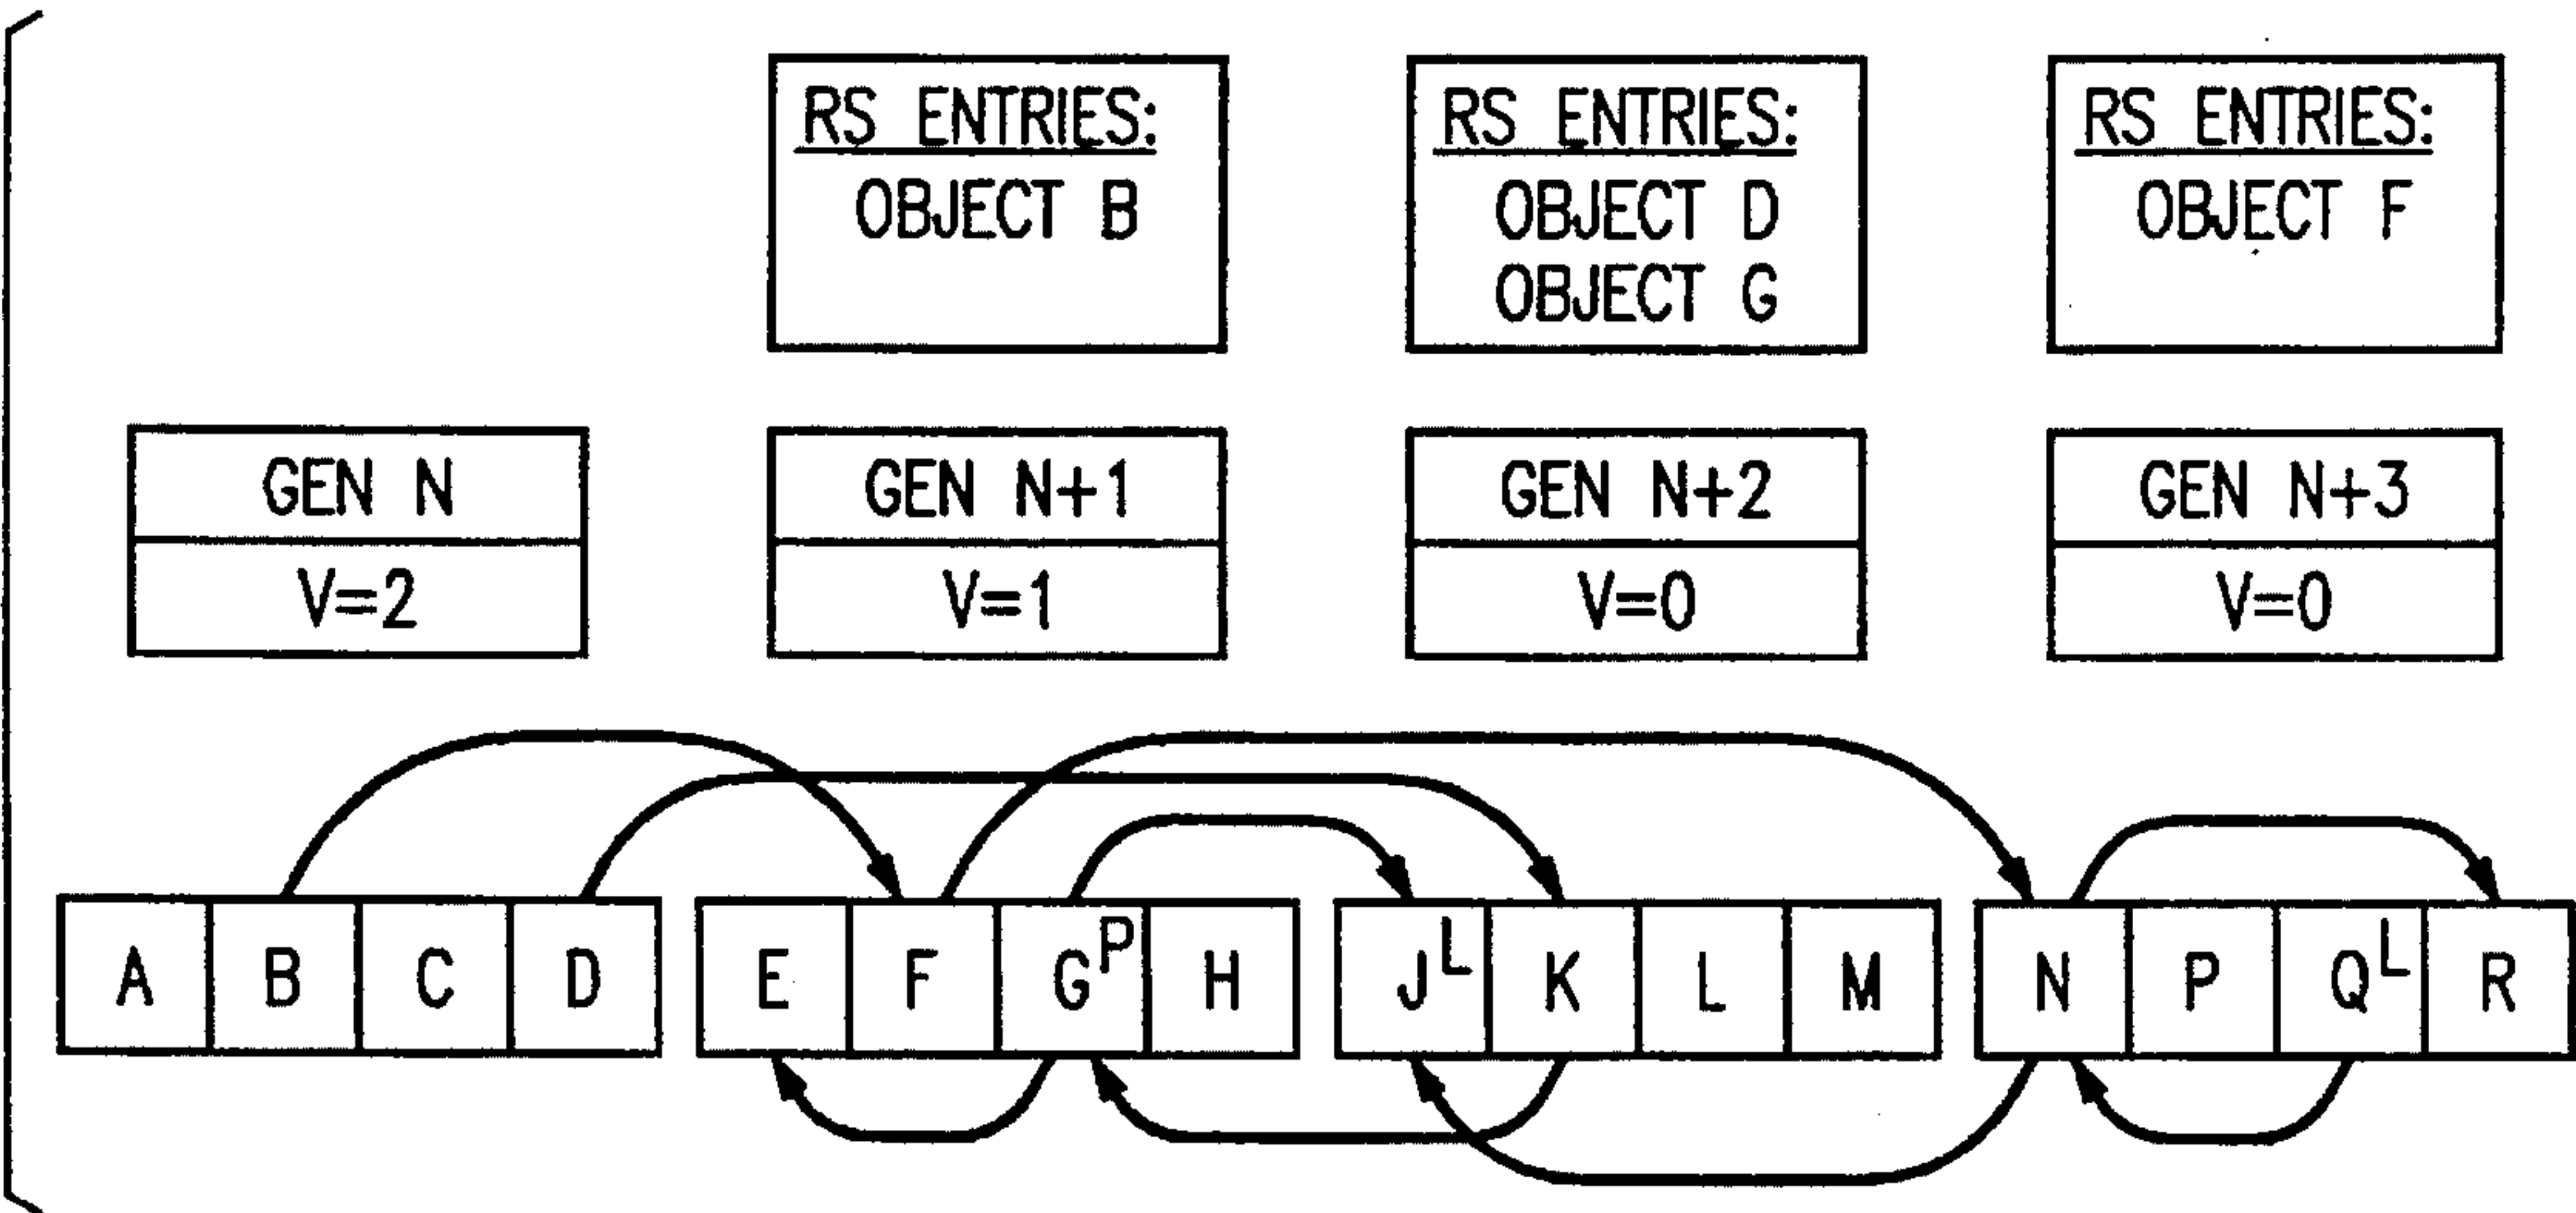 RS ENTRIES:
OBJECT B
RS ENTRIES:
OBJECT D
OBJECT G
RS ENTRIES:
OBJECT F
GEN N
V=2
GEN N+1
V=1
GEN N+2
V=0
GEN N+3
V=0
A B C D E F G^P H J^L K L M N P Q^L R